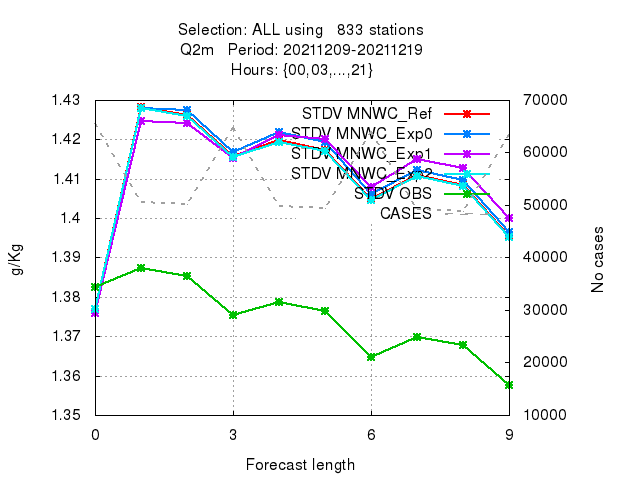 Selection: ALL using 833 stations
Q2m Period: 20211209-20211219
Hours: {00,03,...,21}
1.43
1.42
1.41
1.4
1.39
1.38
1.37
1.36
1.35
70000
60000
50000
40000
30000
20000
10000
STDV MNWC_Ref
STDV MNWC_Exp0
STDV MNWC_Exp1
STDV MNWC_Exp2
STDV OBS
CASES
g/Kg
No cases
0 3 6 9
Forecast length